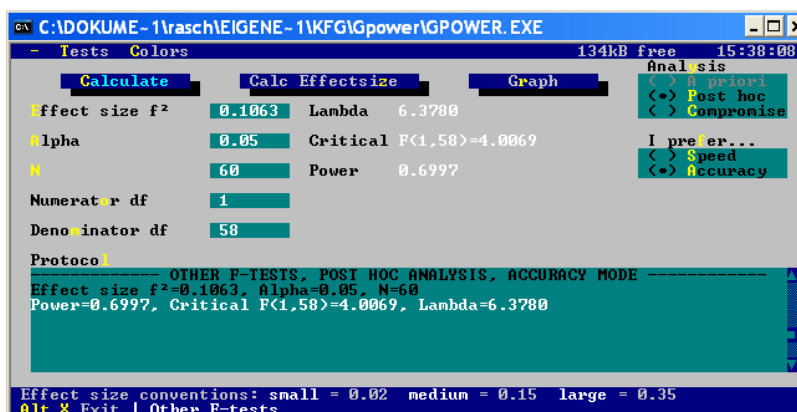 C:\DOKUME~1\rasch\EIGENE~1\KFG\Gpower\GPOWER.EXE
- Tests Colors 134kB free 15:38:08
Calculate Calc Effectsize Graph
Analysis
( ) A priori
(•) Post hoc
( ) Compromise
Effect size f² 0.1063 Lambda 6.3780
Alpha 0.05 Critical F(1,58)=4.0069
I prefer...
( ) Speed
(•) Accuracy
N 60 Power 0.6997
Numerator df 1
Denominator df 58
Protocol
------------- OTHER F-TESTS, POST HOC ANALYSIS, ACCURACY MODE ------------
Effect size f²=0.1063, Alpha=0.05, N=60
Power=0.6997, Critical F(1,58)=4.0069, Lambda=6.3780
Effect size conventions: small = 0.02 medium = 0.15 large = 0.35
Alt X Exit | Other F-tests